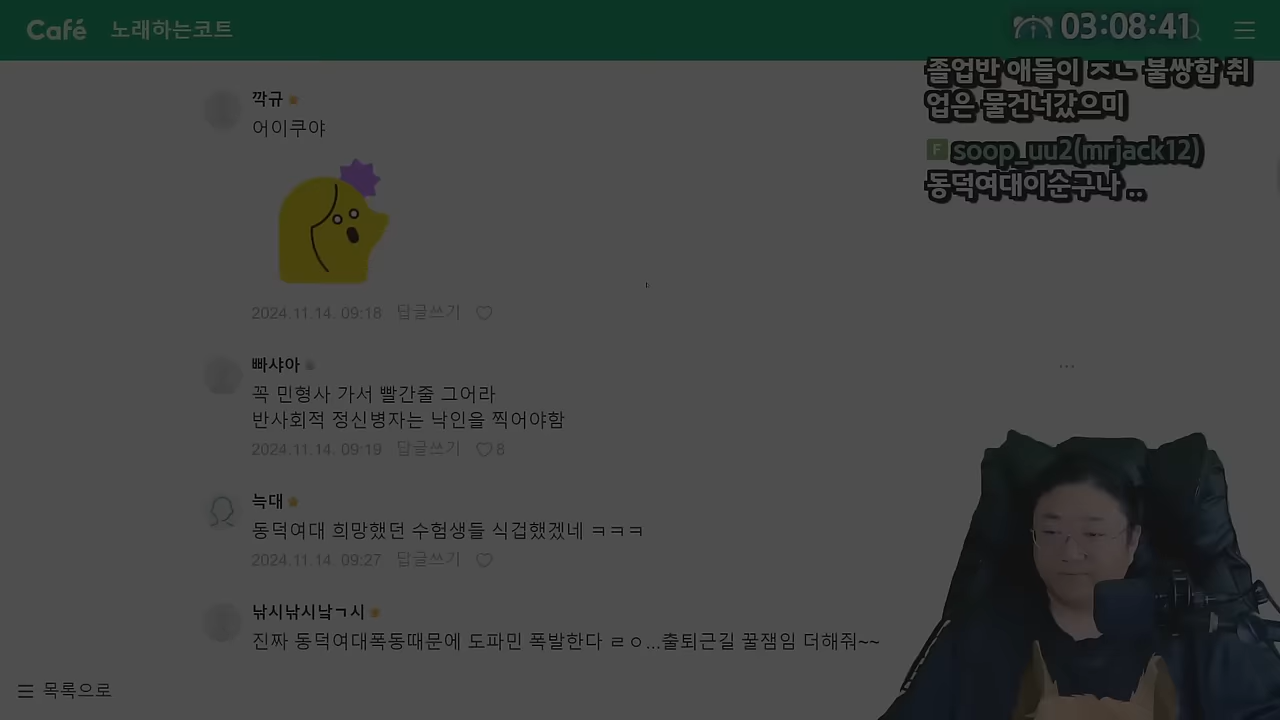 Café 노래하는코트
03:08:41
졸업반 애들이 ㅈㄴ 불쌍함 취
업은 물건너갔으미
F soop_uu2(mrjack12)
동덕여대이순구나 ..
깍규
어이쿠야
2024.11.14. 09:18 답글쓰기
빠샤아
꼭 민형사 가서 빨간줄 그어라
반사회적 정신병자는 낙인을 찍어야함
2024.11.14. 09:19 답글쓰기 8
늑대
동덕여대 희망했던 수험생들 식겁했겠네 ㅋㅋㅋ
2024.11.14. 09:27 답글쓰기
낚시낚시낰ㄱ시
진짜 동덕여대폭동때문에 도파민 폭발한다 ㄹㅇ...출퇴근길 꿀잼임 더해줘~~
목록으로